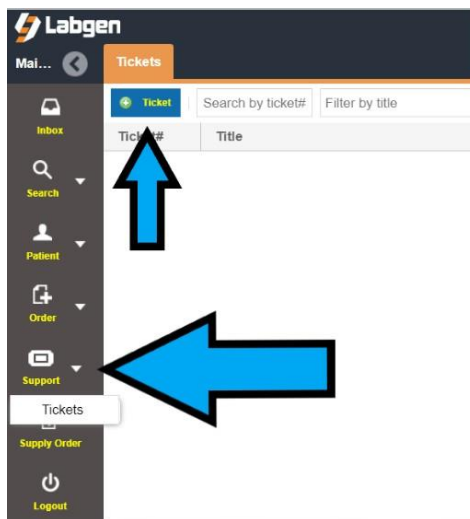 Labgen
Mai...
Tickets
Ticket
Search by ticket#
Filter by title
Ticket#
Title
Inbox
Search
Patient
Order
Support
Tickets
Supply Order
Logout